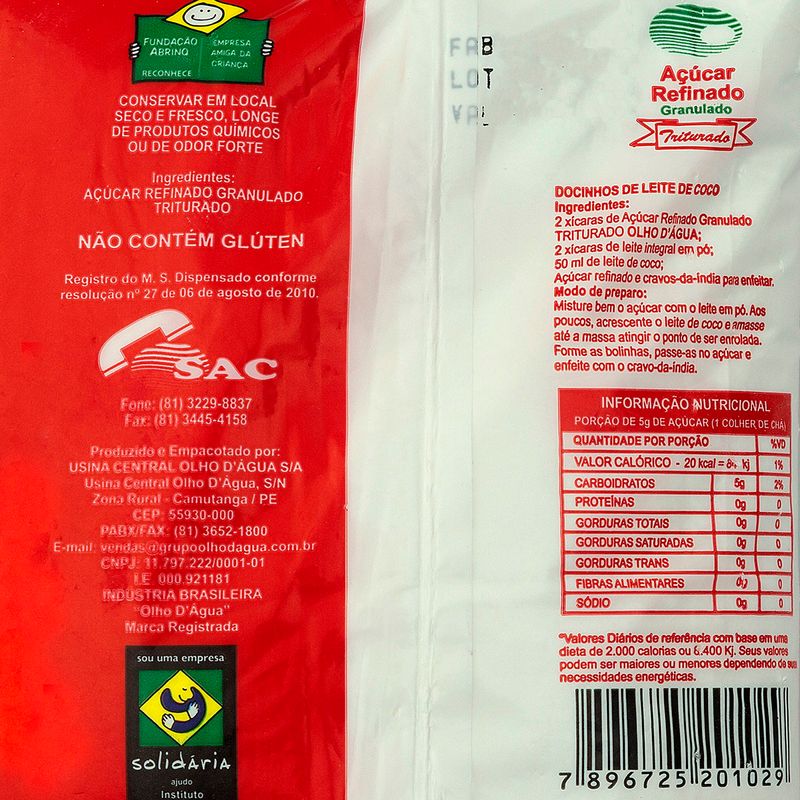 FUNDAÇÃO
ABRINQ
RECONHECE
EMPRESA
AMIGA DA
CRIANÇA
CONSERVAR EM LOCAL
SECO E FRESCO, LONGE
DE PRODUTOS QUÍMICOS
OU DE ODOR FORTE
Ingredientes:
AÇÚCAR REFINADO GRANULADO
TRITURADO
NÃO CONTÉM GLÚTEN
Registro do M. S. Dispensado conforme
resolução nº 27 de 06 de agosto de 2010.
SAC
Fone: (81) 3229-8837
Fax: (81) 3445-4158
Produzido e Empacotado por:
USINA CENTRAL OLHO D'ÁGUA S/A
Usina Central Olho D'Água, S/N
Zona Rural - Camutanga / PE
CEP: 55930-000
PABX/FAX: (81) 3652-1800
E-mail: vendas@grupoolhodagua.com.br
CNPJ: 11.797.222/0001-01
I.E. 000.921181
INDÚSTRIA BRASILEIRA
"Olho D'Água"
Marca Registrada
sou uma empresa
solidária
ajudo
Instituto
FAB
LOT
VAL
Açúcar
Refinado
Granulado
Triturado
DOCINHOS DE LEITE DE COCO
Ingredientes:
2 xícaras de Açúcar Refinado Granulado
TRITURADO OLHO D'ÁGUA;
2 xícaras de leite integral em pó;
50 ml de leite de coco;
Açúcar refinado e cravos-da-índia para enfeitar.
Modo de preparo:
Misture bem o açúcar com o leite em pó. Aos
poucos, acrescente o leite de coco e amasse
até a massa atingir o ponto de ser enrolada.
Forme as bolinhas, passe-as no açúcar e
enfeite com o cravo-da-índia.
INFORMAÇÃO NUTRICIONAL
PORÇÃO DE 5g DE AÇÚCAR (1 COLHER DE CHÁ)
QUANTIDADE POR PORÇÃO %VD
VALOR CALÓRICO - 20 kcal = 84 kj 1%
CARBOIDRATOS 5g 2%
PROTEÍNAS 0g 0
GORDURAS TOTAIS 0g 0
GORDURAS SATURADAS 0g 0
GORDURAS TRANS 0g 0
FIBRAS ALIMENTARES 0g 0
SÓDIO 0g 0
*Valores Diários de referência com base em uma
dieta de 2.000 calorias ou 8.400 Kj. Seus valores
podem ser maiores ou menores dependendo de suas
necessidades energéticas.
7 896725 201029